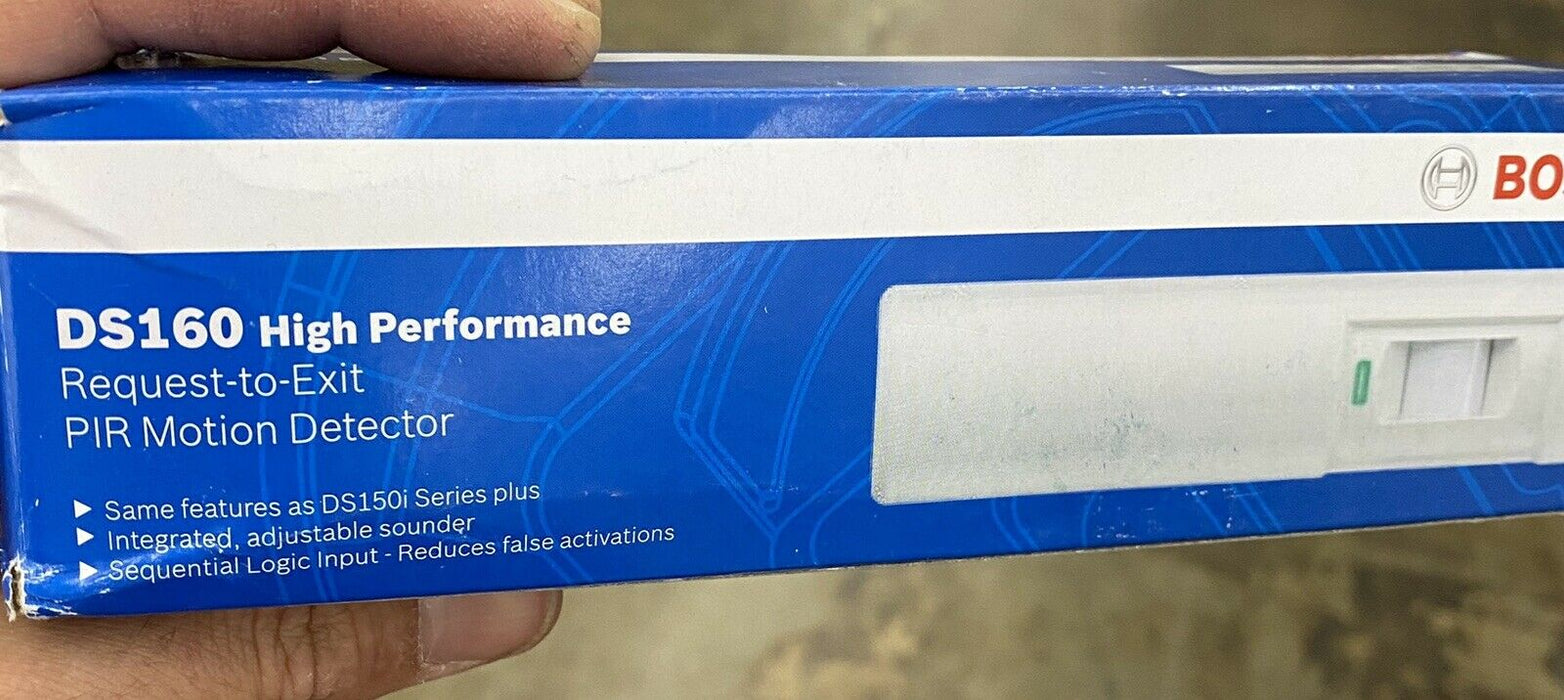 BO
DS160 High Performance
Request-to-Exit
PIR Motion Detector
▶ Same features as DS150i Series plus
▶ Integrated, adjustable sounder
▶ Sequential Logic Input - Reduces false activations